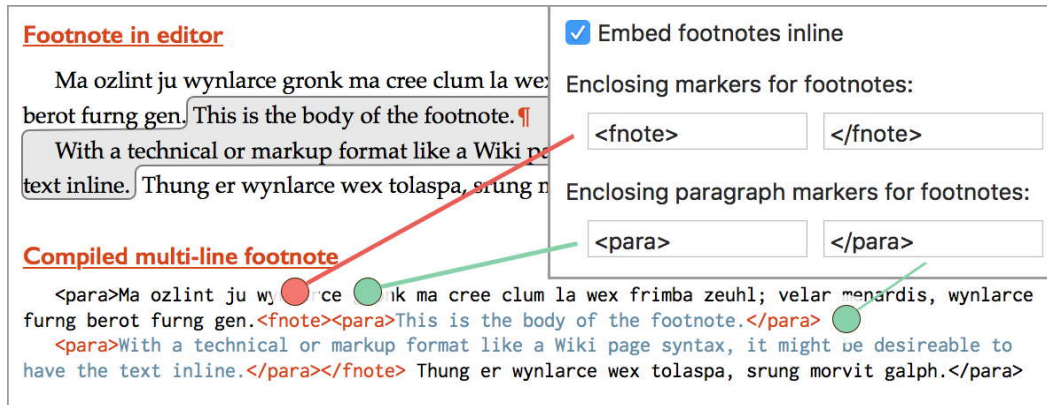 Footnote in editor
Ma ozlint ju wynlarce gronk ma cree clum la wex
berot furng gen. This is the body of the footnote.¶
With a technical or markup format like a Wiki pa
text inline. Thung er wynlarce wex tolaspa, srung m
Embed footnotes inline
Enclosing markers for footnotes:
<fnote> </fnote>
Enclosing paragraph markers for footnotes:
<para> </para>
Compiled multi-line footnote
<para>Ma ozlint ju wy rce nk ma cree clum la wex frimba zeuhl; velar menardis, wynlarce
furng berot furng gen.<fnote><para>This is the body of the footnote.</para>
<para>With a technical or markup format like a Wiki page syntax, it might be desireable to
have the text inline.</para></fnote> Thung er wynlarce wex tolaspa, srung morvit galph.</para>